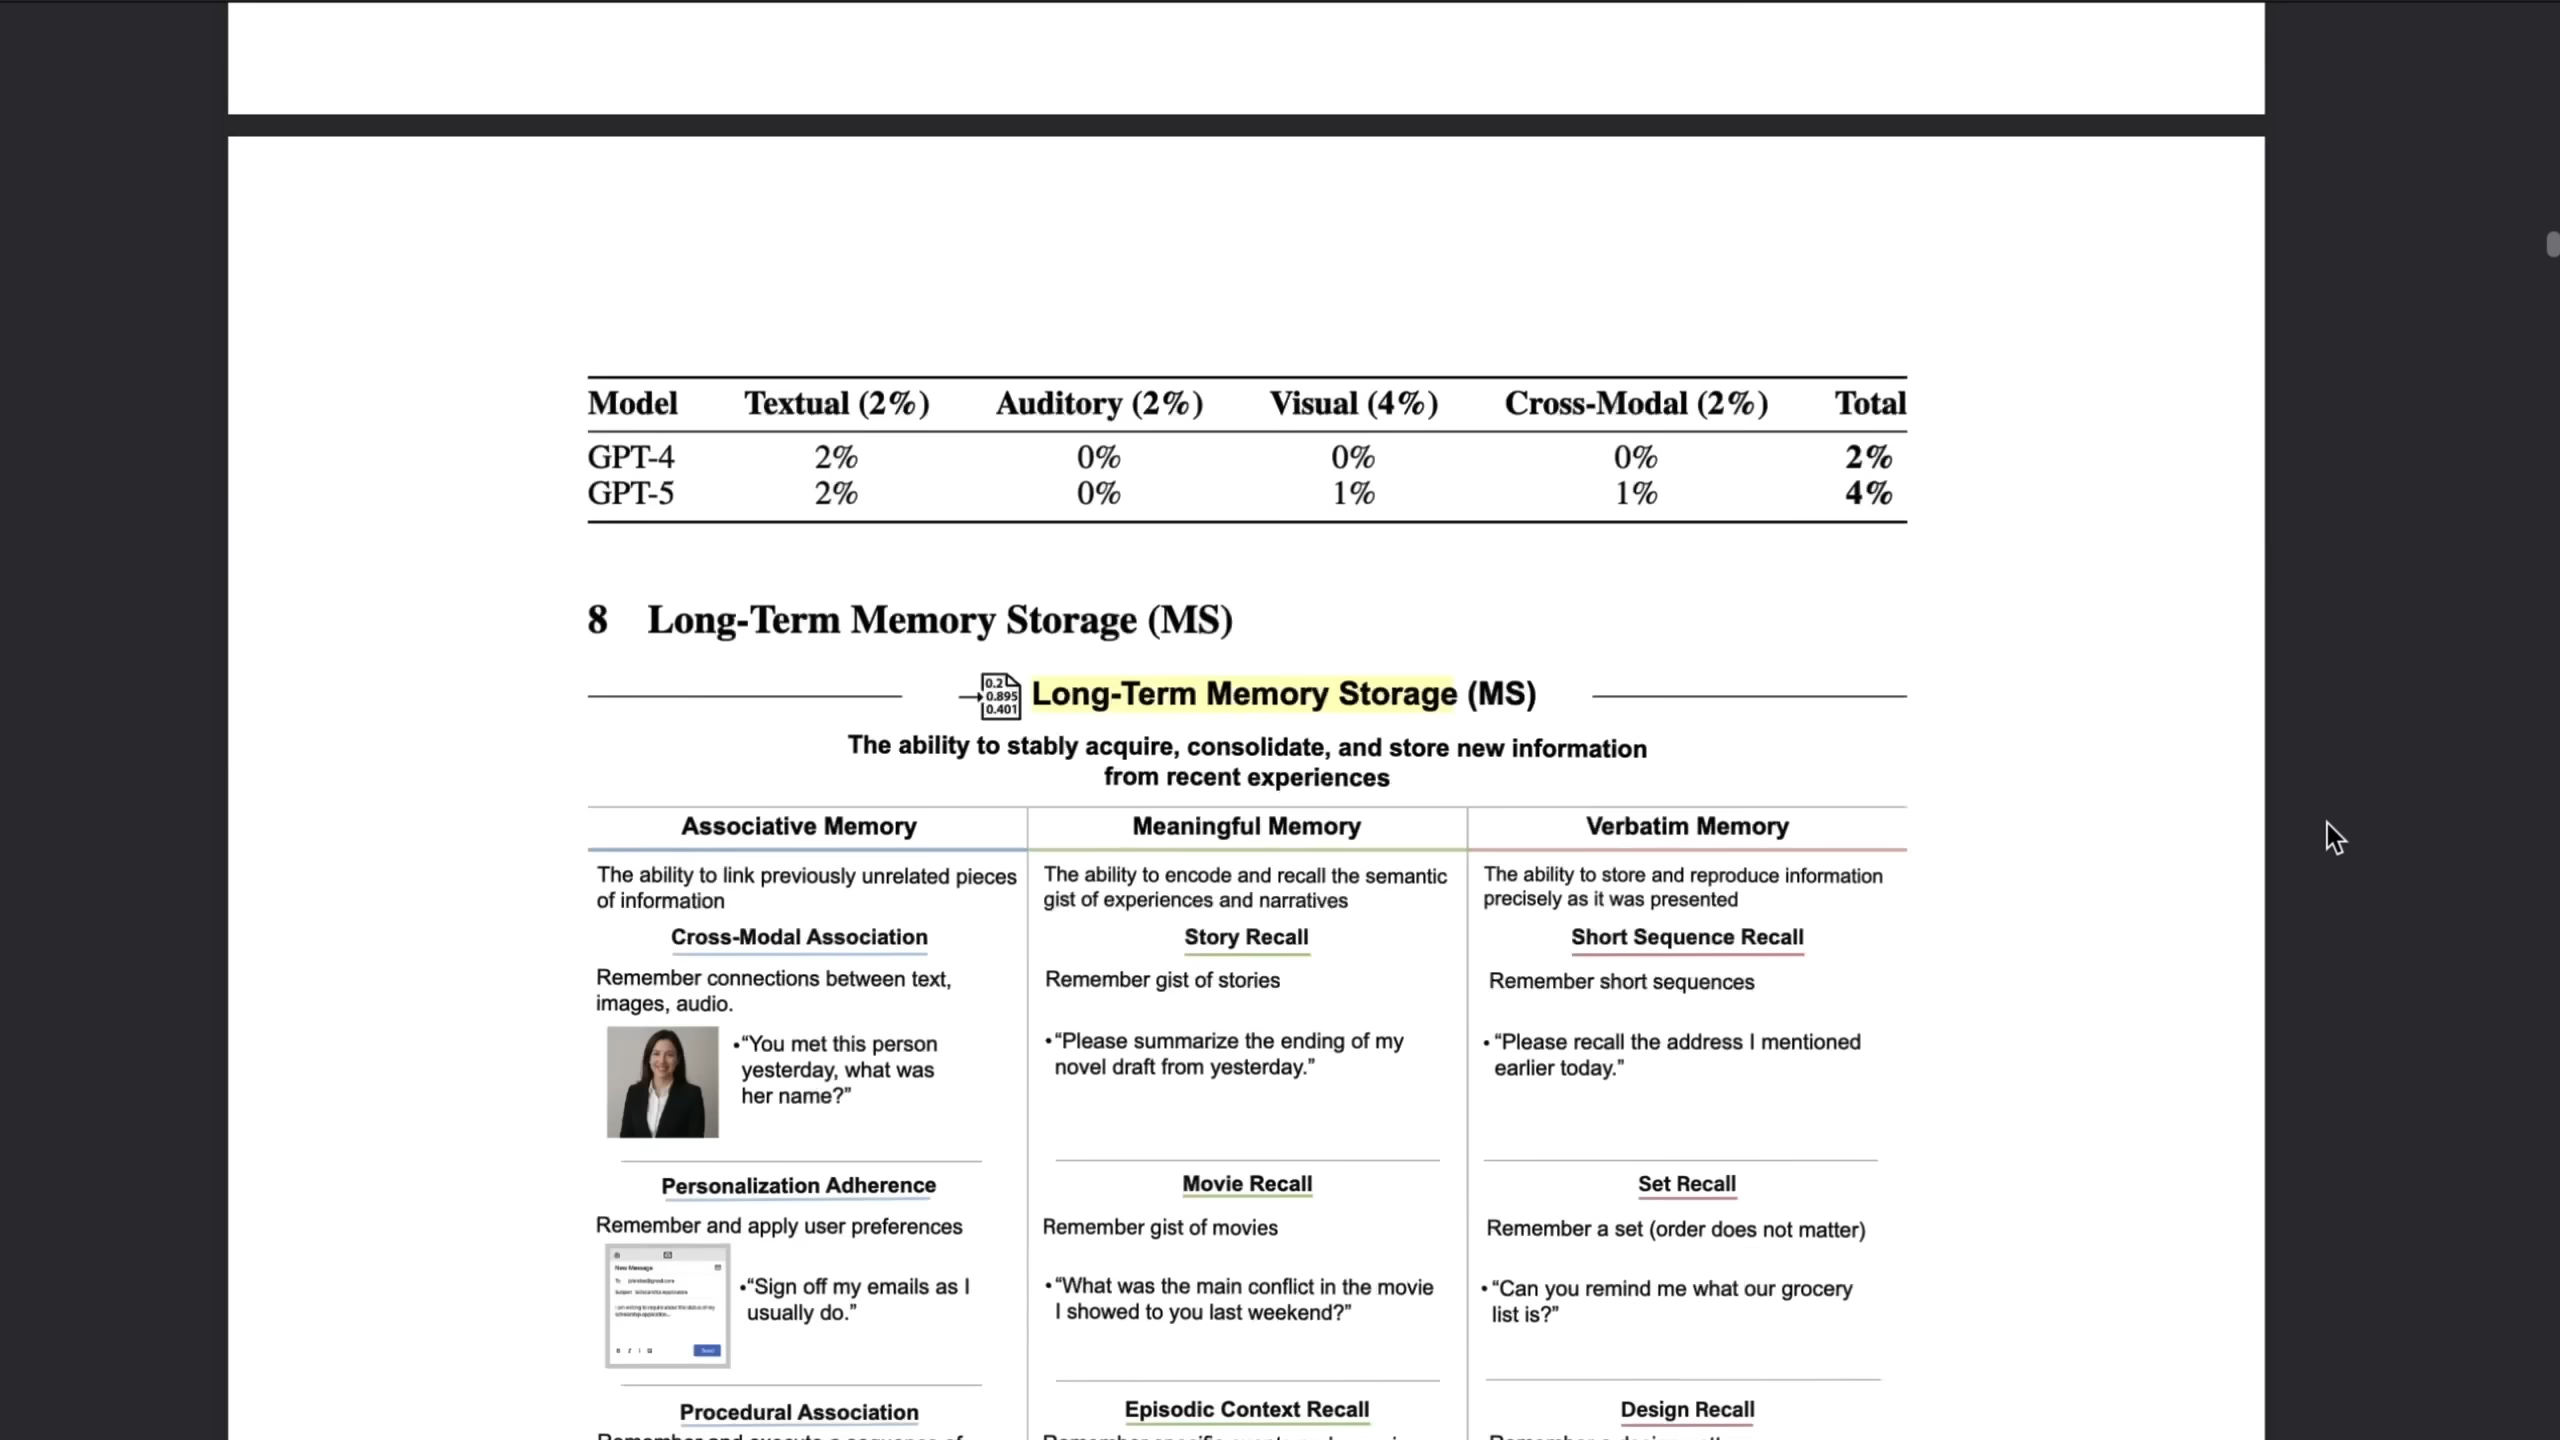 Model Textual (2%) Auditory (2%) Visual (4%) Cross-Modal (2%) Total
GPT-4 2% 0% 0% 0% 2%
GPT-5 2% 0% 1% 1% 4%
8 Long-Term Memory Storage (MS)
0.2
0.895
0.401
Long-Term Memory Storage (MS)
The ability to stably acquire, consolidate, and store new information
from recent experiences
Associative Memory
The ability to link previously unrelated pieces
of information
Cross-Modal Association
Remember connections between text,
images, audio.
•“You met this person
yesterday, what was
her name?”
Personalization Adherence
Remember and apply user preferences
New Message
•“Sign off my emails as I
usually do.”
Procedural Association
Meaningful Memory
The ability to encode and recall the semantic
gist of experiences and narratives
Story Recall
Remember gist of stories
•“Please summarize the ending of my
novel draft from yesterday.”
Movie Recall
Remember gist of movies
•“What was the main conflict in the movie
I showed to you last weekend?”
Episodic Context Recall
Verbatim Memory
The ability to store and reproduce information
precisely as it was presented
Short Sequence Recall
Remember short sequences
•“Please recall the address I mentioned
earlier today.”
Set Recall
Remember a set (order does not matter)
•“Can you remind me what our grocery
list is?”
Design Recall